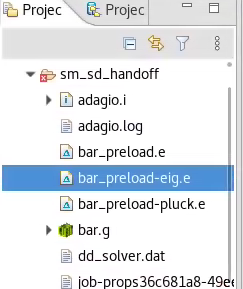 Projec
Projec
sm_sd_handoff
adagio.i
adagio.log
bar_preload.e
bar_preload-eig.e
bar_preload-pluck.e
bar.g
dd_solver.dat
job-props36c681a8-49ee